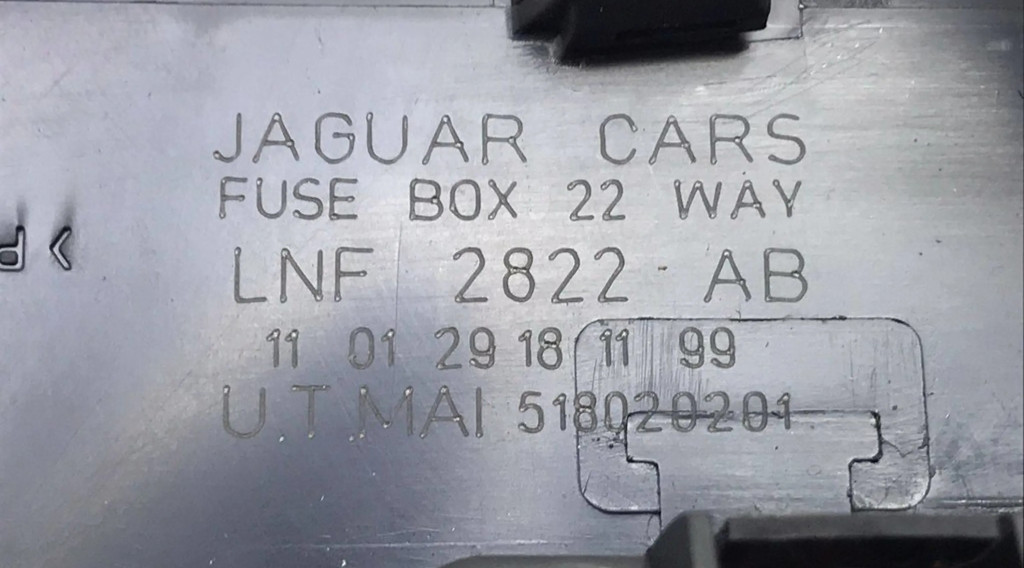 JAGUAR CARS
FUSE BOX 22 WAY
LNF 2822 AB
11 01 29 18 11 99
U.T.MAI 518020201